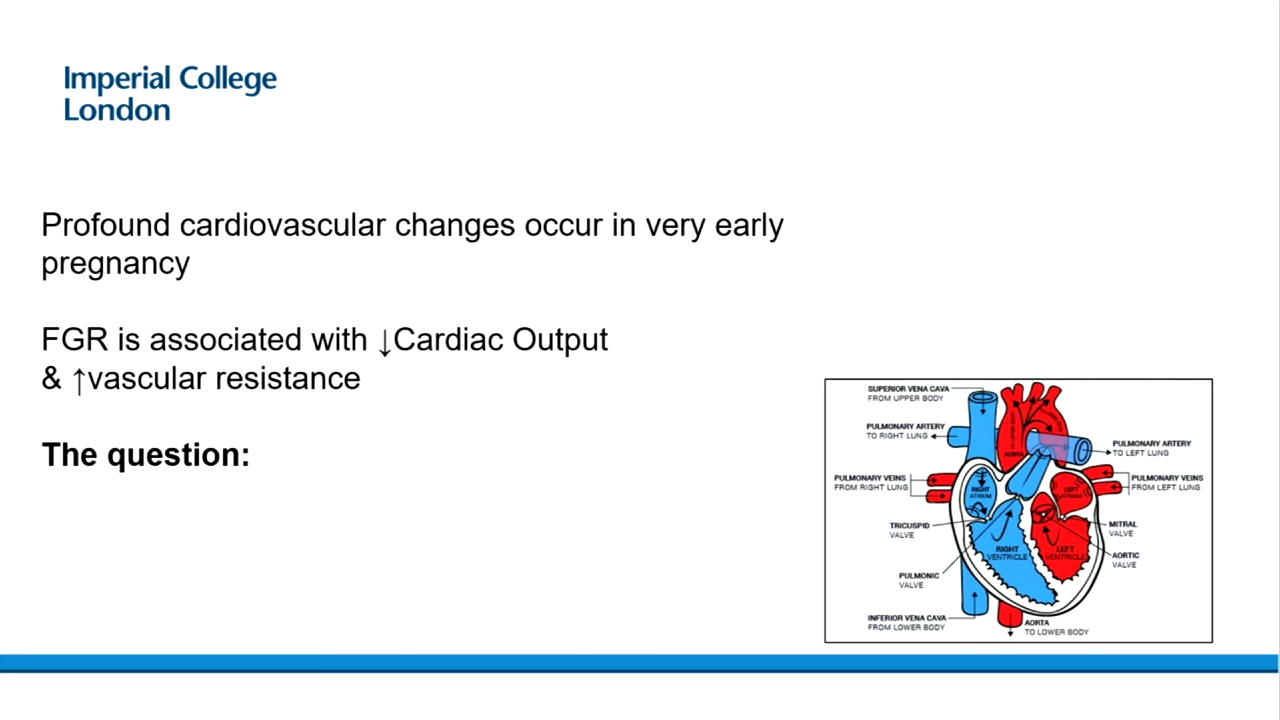 Imperial College
London
Profound cardiovascular changes occur in very early
pregnancy
FGR is associated with ↓Cardiac Output
& ↑vascular resistance
The question:
SUPERIOR VENA CAVA
FROM UPPER BODY
PULMONARY ARTERY
TO RIGHT LUNG
PULMONARY ARTERY
TO LEFT LUNG
PULMONARY VEINS
FROM RIGHT LUNG
PULMONARY VEINS
FROM LEFT LUNG
AORTA
RIGHT
ATRIUM
LEFT
ATRIUM
TRICUSPID
VALVE
MITRAL
VALVE
RIGHT
VENTRICLE
LEFT
VENTRICLE
AORTIC
VALVE
PULMONIC
VALVE
INFERIOR VENA CAVA
FROM LOWER BODY
AORTA
TO LOWER BODY